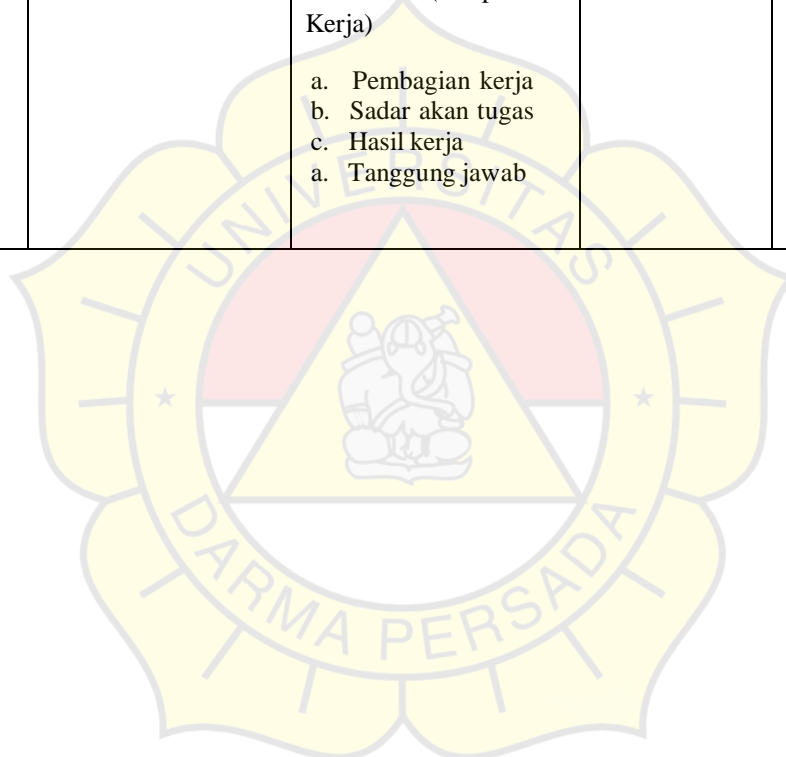 Kerja)
a. Pembagian kerja
b. Sadar akan tugas
c. Hasil kerja
a. Tanggung jawab
UNIVERSITAS
DARMA PERSADA